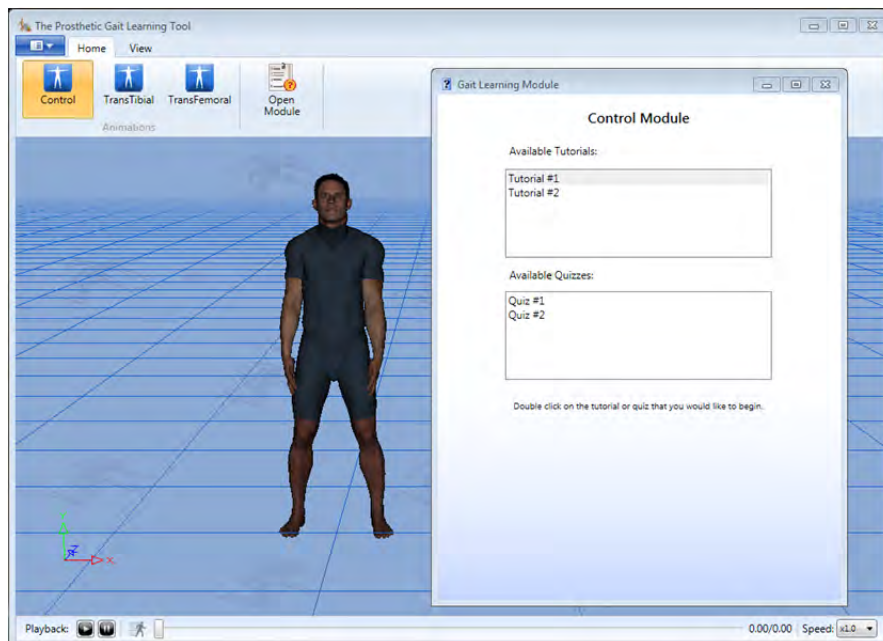 The Prosthetic Gait Learning Tool
Home View
Control TransTibial TransFemoral Open Module
Animations
Gait Learning Module
Control Module
Available Tutorials:
Tutorial #1
Tutorial #2
Available Quizzes:
Quiz #1
Quiz #2
Double click on the tutorial or quiz that you would like to begin.
Z
X
Playback: 0.00/0.00 Speed: x1.0